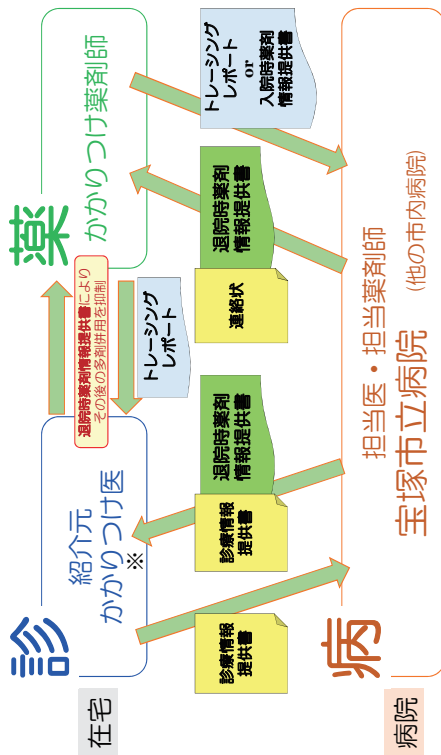 在宅
診
紹介元
かかりつけ医
※
退院時薬剤情報提供書により
その後の多剤併用を抑制
トレーシング
レポート
薬
かかりつけ薬剤師
診療情報
提供書
診療情報
提供書
退院時薬剤
情報提供書
連絡状
退院時薬剤
情報提供書
トレーシング
レポート
or
入院時薬剤
情報提供書
病院
病
担当医・担当薬剤師
宝塚市立病院
(他の市内病院)